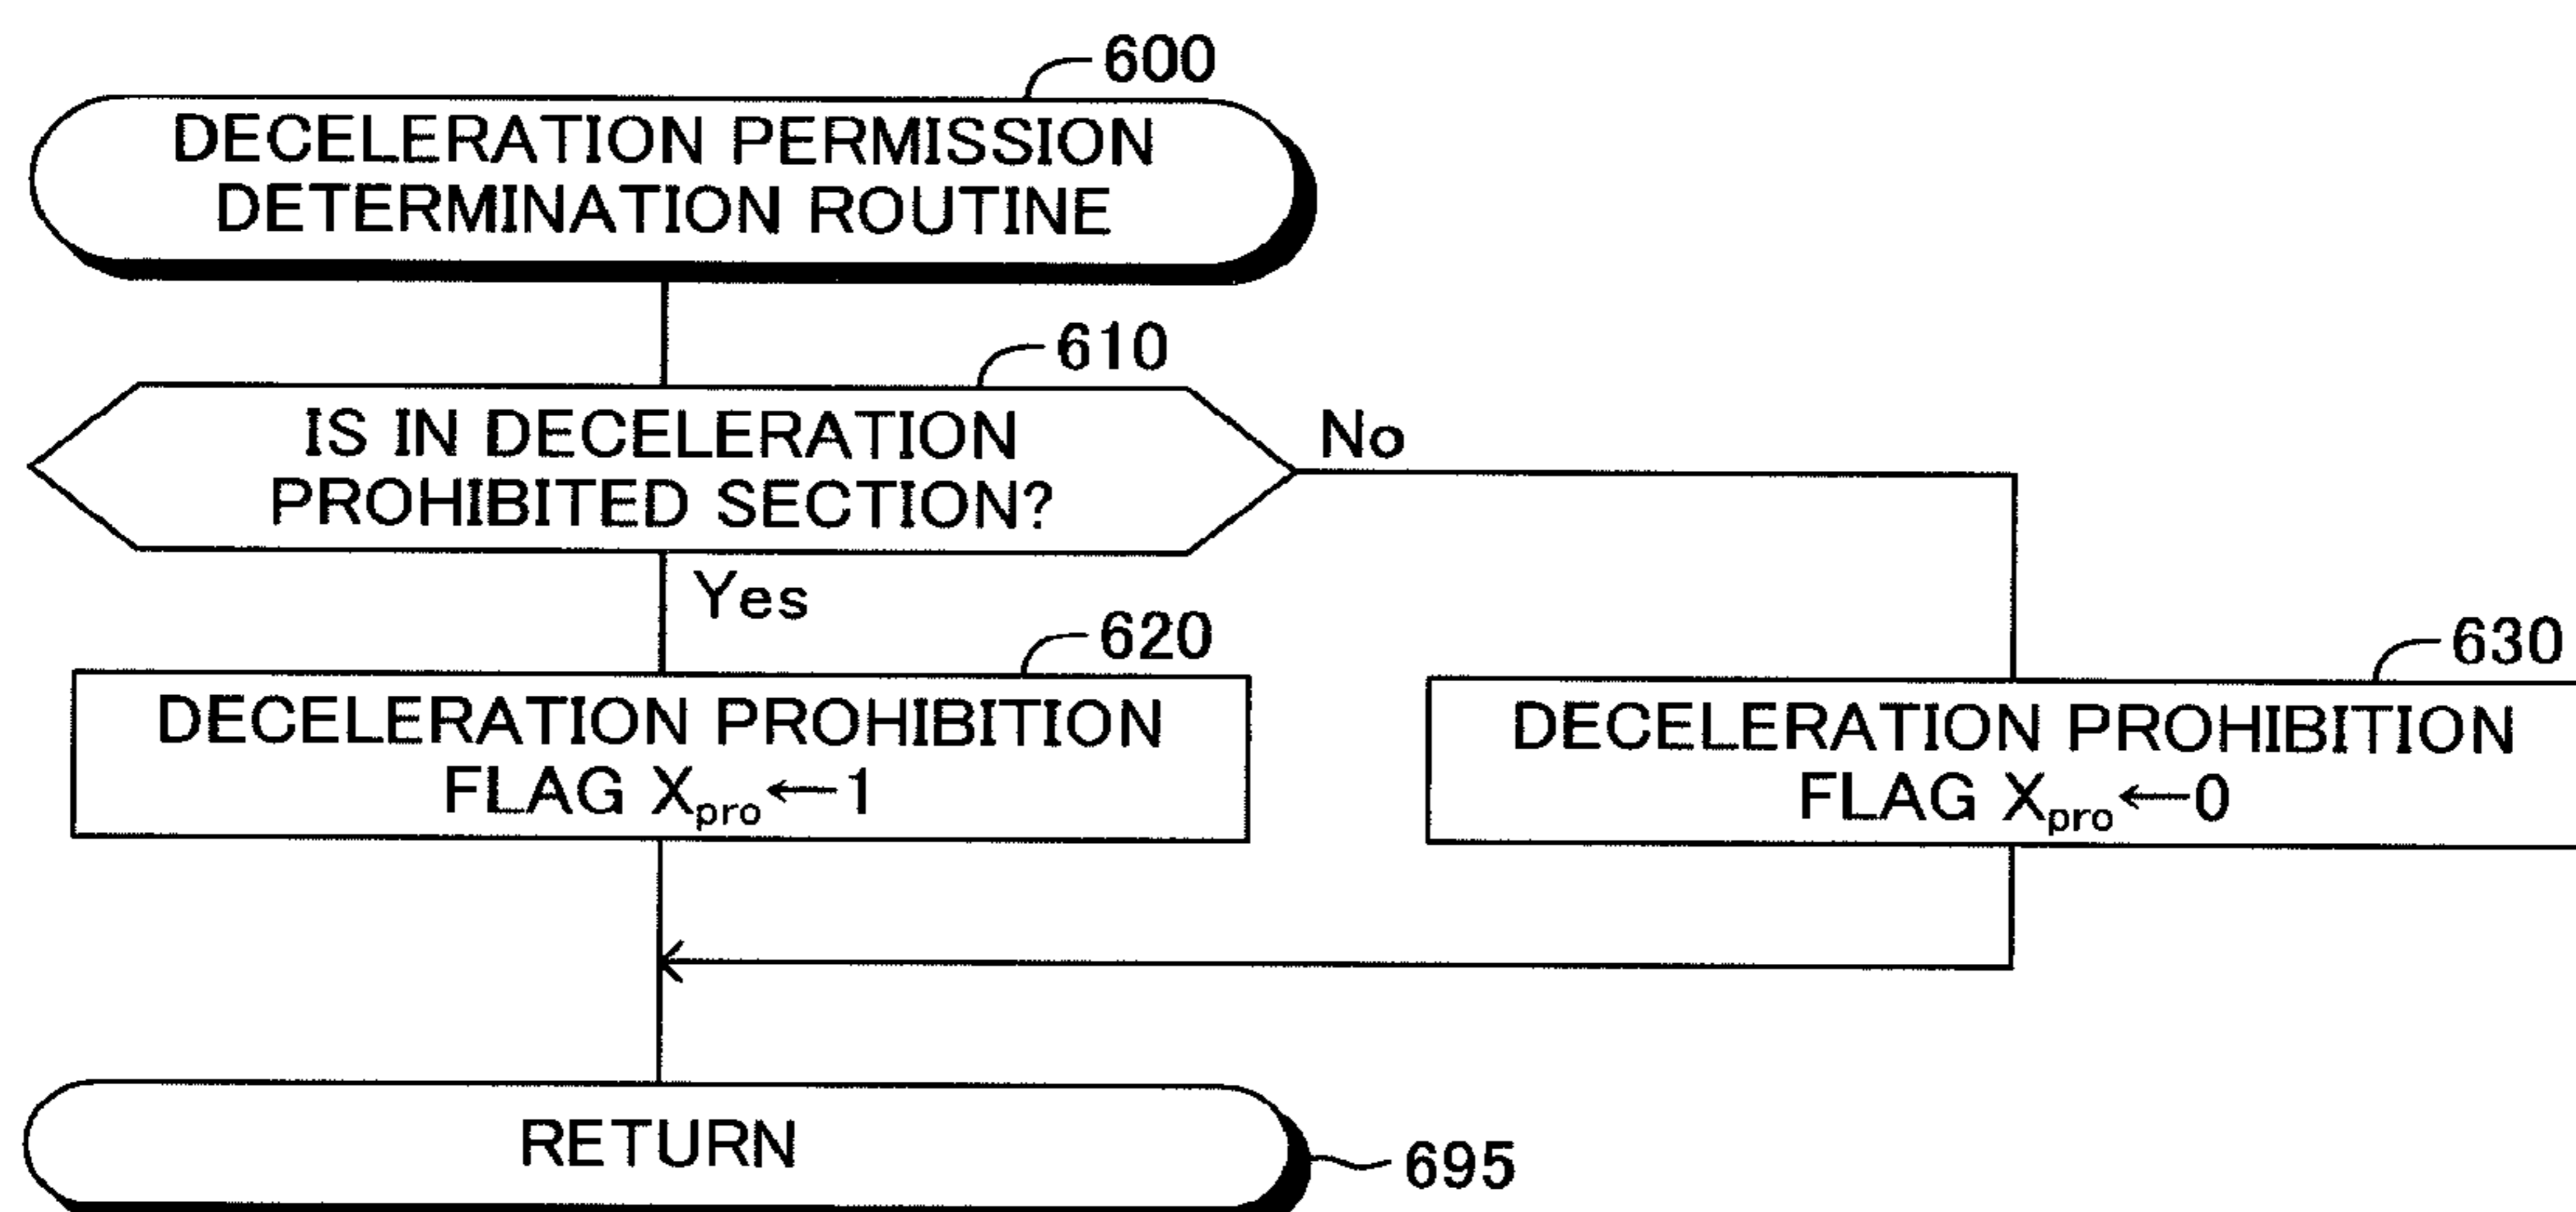 600
DECELERATION PERMISSION
DETERMINATION ROUTINE
610
IS IN DECELERATION
PROHIBITED SECTION?
No
Yes
620
DECELERATION PROHIBITION
FLAG Xpro←1
630
DECELERATION PROHIBITION
FLAG Xpro←0
RETURN
695